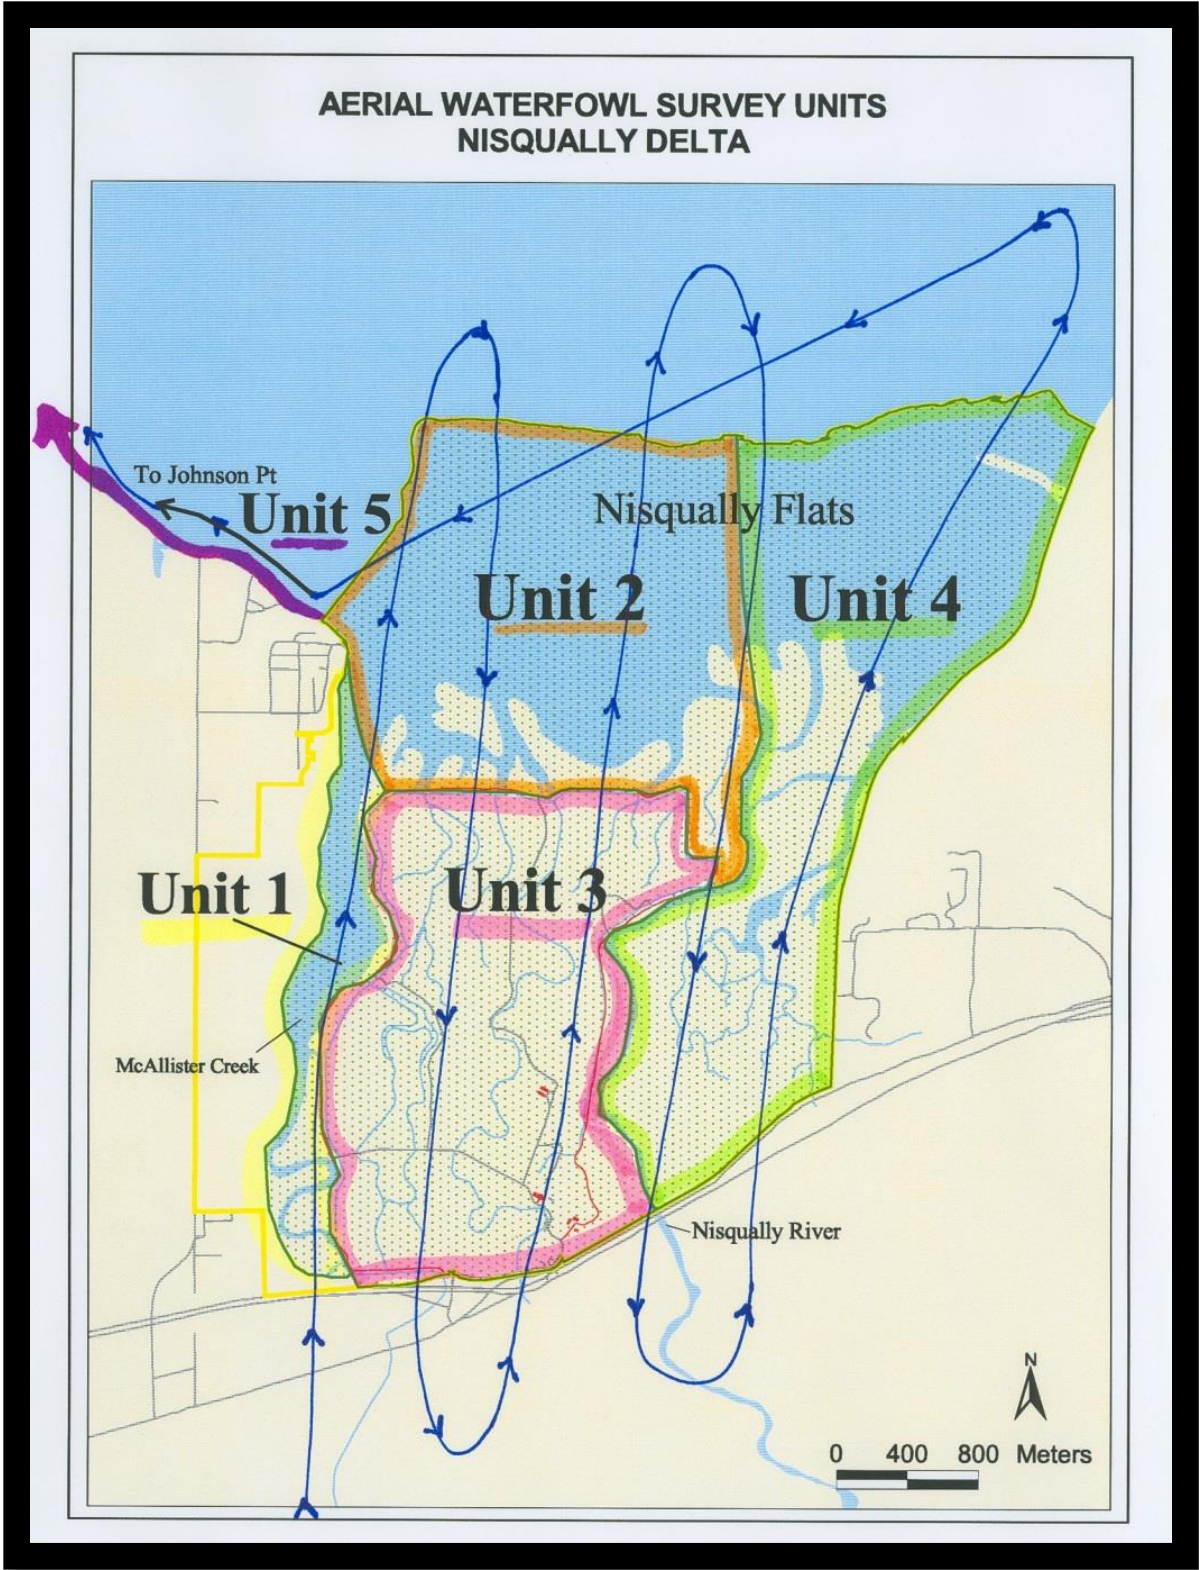 AERIAL WATERFOWL SURVEY UNITS
NISQUALLY DELTA
To Johnson Pt
Unit 5
Nisqually Flats
Unit 2
Unit 4
Unit 1
Unit 3
McAllister Creek
Nisqually River
N
0 400 800 Meters